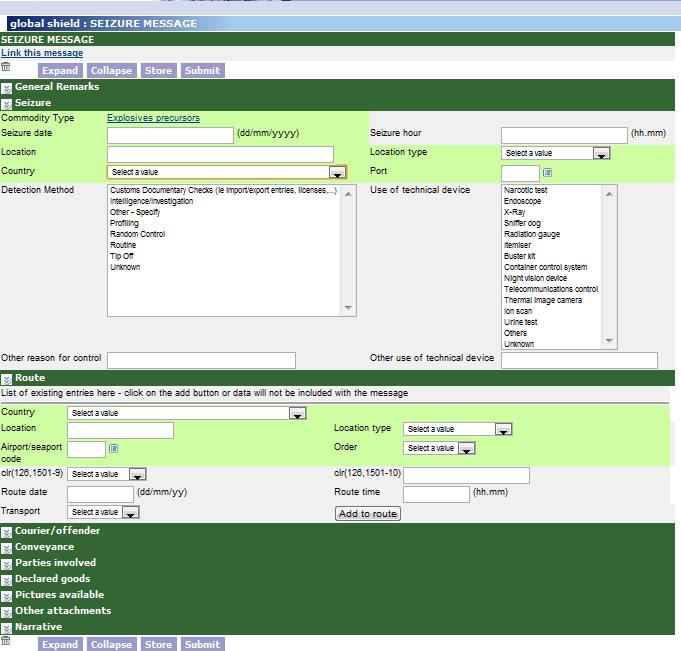 global shield : SEIZURE MESSAGE
SEIZURE MESSAGE
Link this message
Expand Collapse Store Submit
General Remarks
Seizure
Commodity Type Explosives precursors
Seizure date (dd/mm/yyyy) Seizure hour (hh.mm)
Location Location type Select a value
Country Select a value Port
Detection Method Use of technical device
Customs Documentary Checks (ie import/export entries, licenses,...)
Intelligence/investigation
Other - Specify
Profiling
Random Control
Routine
Tip Off
Unknown
Narcotic test
Endoscope
X-Ray
Sniffer dog
Radiation gauge
Itemiser
Buster kit
Container control system
Night vision device
Telecommunications control
Thermal image camera
Ion scan
Urine test
Others
Unknown
Other reason for control Other use of technical device
Route
List of existing entries here - click on the add button or data will not be included with the message
Country Select a value
Location Location type Select a value
Airport/seaport Order Select a value
code
clr(126,1501-9) Select a value clr(126,1501-10)
Route date (dd/mm/yy) Route time (hh.mm)
Transport Select a value Add to route
Courier/offender
Conveyance
Parties involved
Declared goods
Pictures available
Other attachments
Narrative
Expand Collapse Store Submit